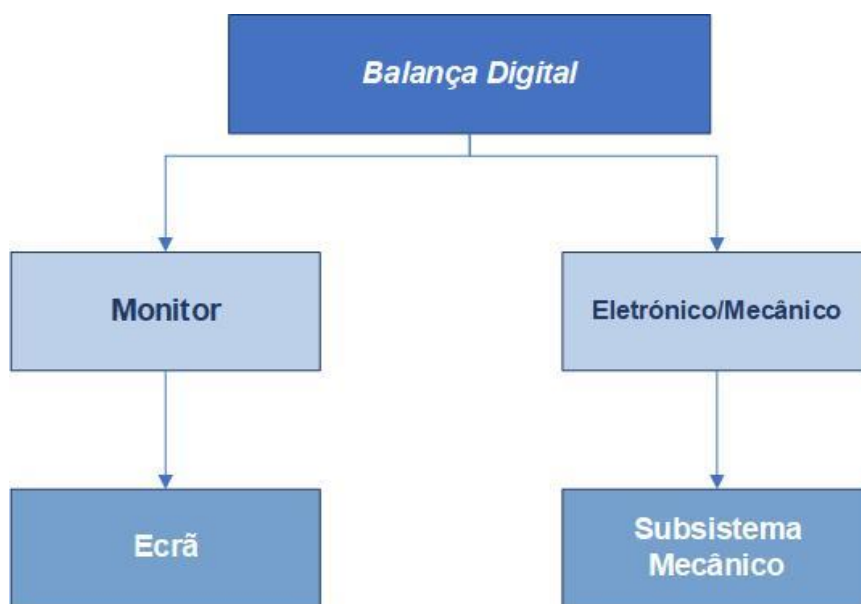 Balança Digital
Monitor
Eletrónico/Mecânico
Ecrã
Subsistema
Mecânico